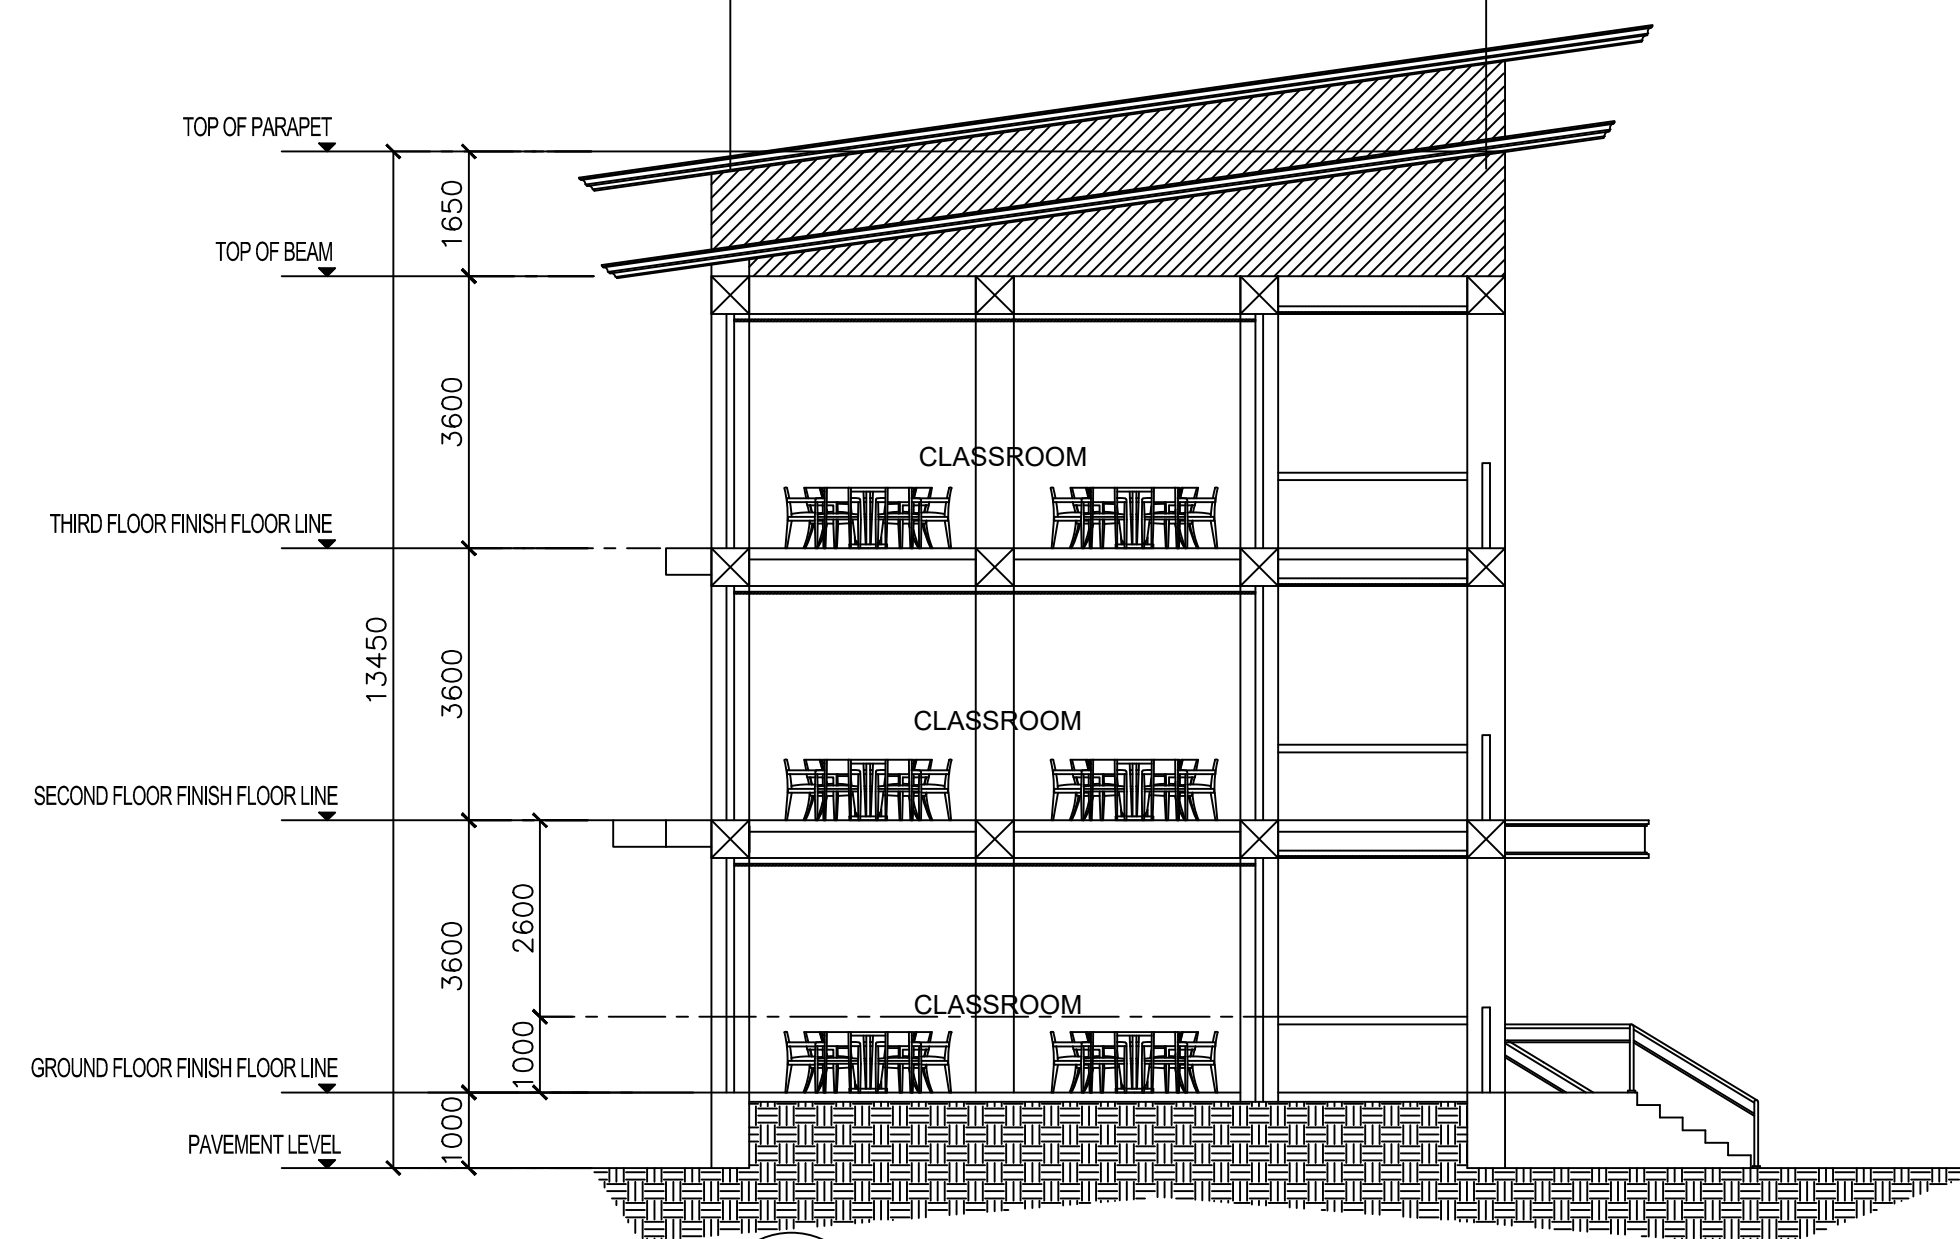 TOP OF PARAPET
1650
TOP OF BEAM
3600
CLASSROOM
THIRD FLOOR FINISH FLOOR LINE
13450
3600
CLASSROOM
SECOND FLOOR FINISH FLOOR LINE
2600
3600
CLASSROOM
1000
GROUND FLOOR FINISH FLOOR LINE
1000
PAVEMENT LEVEL